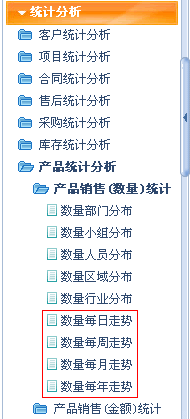 统计分析
客户统计分析
项目统计分析
合同统计分析
售后统计分析
采购统计分析
库存统计分析
产品统计分析
产品销售(数量)统计
数量部门分布
数量小组分布
数量人员分布
数量区域分布
数量行业分布
数量每日走势
数量每周走势
数量每月走势
数量每年走势
产品销售(金额)统计